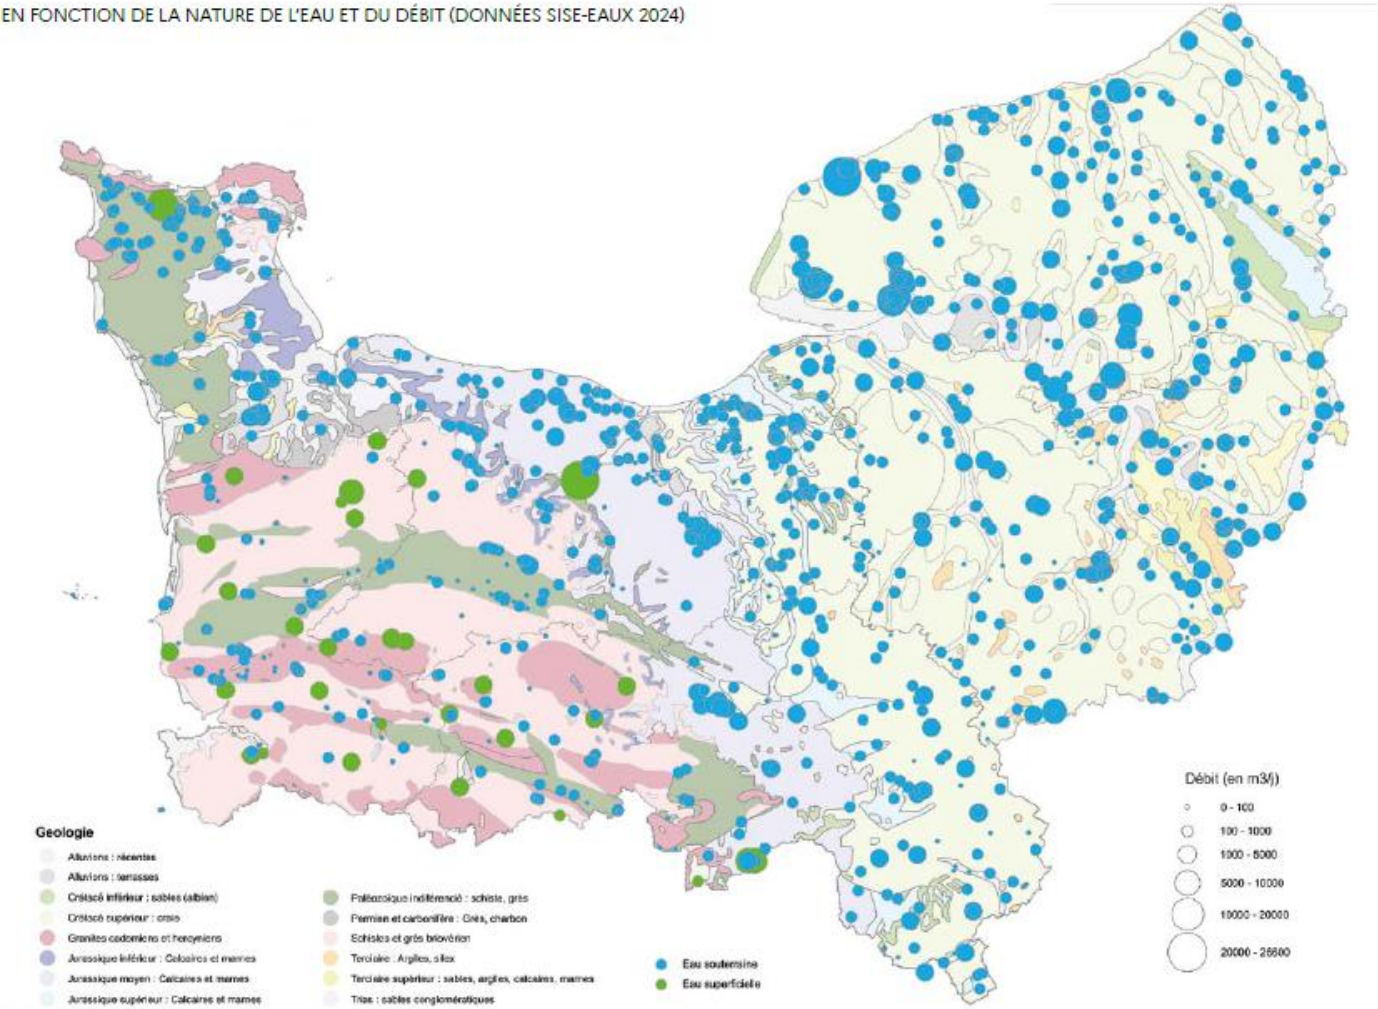 EN FONCTION DE LA NATURE DE L'EAU ET DU DÉBIT (DONNÉES SISE-EAUX 2024)
Débit (en m3/j)
0 - 100
100 - 1000
1000 - 5000
5000 - 10000
10000 - 20000
20000 - 26600
Geologie
Alluvions : récentes
Alluvions : terrasses
Crétacé inférieur : sables (albien)
Crétacé supérieur : craie
Granites cadomiens et hercyniens
Jurassique inférieur : Calcaires et marnes
Jurassique moyen : Calcaires et marnes
Jurassique supérieur : Calcaires et marnes
Paléozoïque indifférencié : schiste, grès
Permien et carbonifère : Grès, charbon
Schistes et grès briovérien
Terciaire : Argiles, silex
Terciaire supérieur : sables, argiles, calcaires, marnes
Trias : sables conglomératiques
Eau souterraine
Eau superficielle